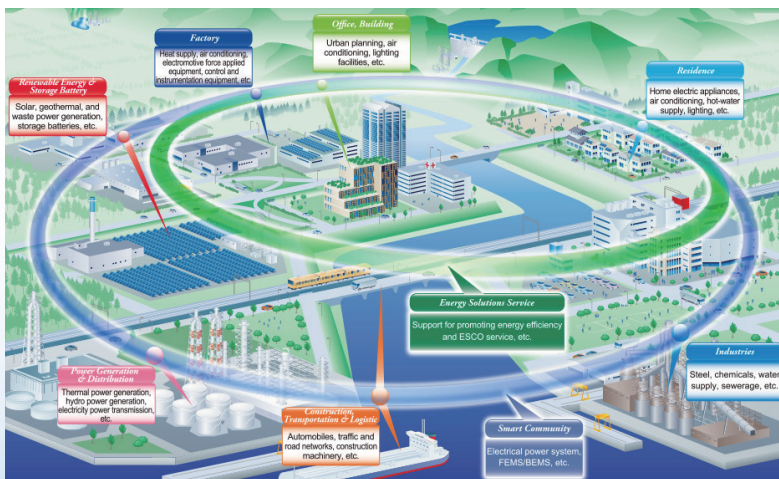 Office, Building
Urban planning, air
conditioning, lighting
facilities, etc.
Factory
Heat supply, air conditioning,
electromotive force applied
equipment, control and
instrumentation equipment, etc.
Residence
Home electric appliances,
air conditioning, hot-water
supply, lighting, etc.
Renewable Energy &
Storage Battery
Solar, geothermal, and
waste power generation,
storage batteries, etc.
Energy Solutions Service
Support for promoting energy efficiency
and ESCO service, etc.
Industries
Steel, chemicals, water
supply, sewerage, etc.
Power Generation
& Distribution
Thermal power generation,
hydro power generation,
electricity power transmission,
etc.
Construction,
Transportation & Logistic
Automobiles, traffic and
road networks, construction
machinery, etc.
Smart Community
Electrical power system,
FEMS/BEMS, etc.